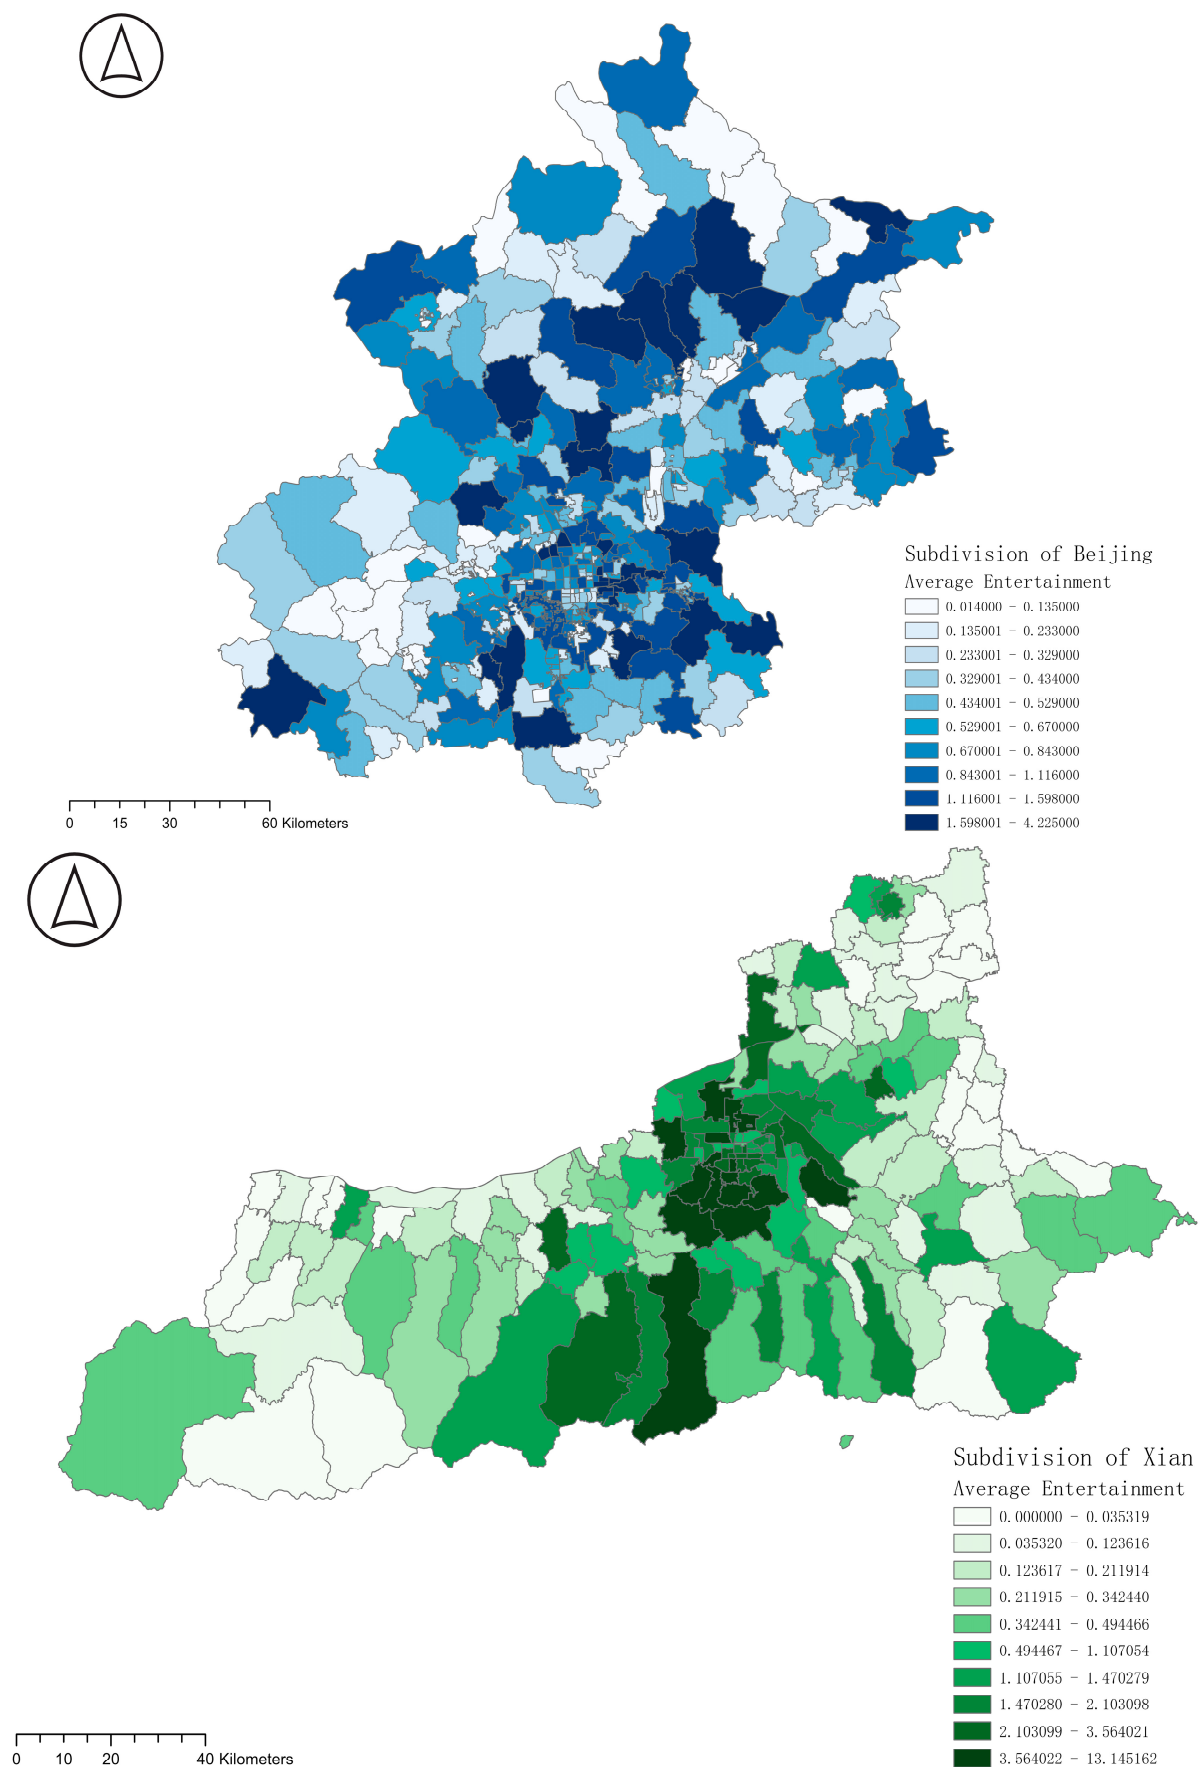 Subdivision of Beijing
Average Entertainment
0.014000 - 0.135000
0.135001 - 0.233000
0.233001 - 0.329000
0.329001 - 0.434000
0.434001 - 0.529000
0.529001 - 0.670000
0.670001 - 0.843000
0.843001 - 1.116000
1.116001 - 1.598000
1.598001 - 4.225000
0 15 30 60 Kilometers
Subdivision of Xian
Average Entertainment
0.000000 - 0.035319
0.035320 - 0.123616
0.123617 - 0.211914
0.211915 - 0.342440
0.342441 - 0.494466
0.494467 - 1.107054
1.107055 - 1.470279
1.470280 - 2.103098
2.103099 - 3.564021
3.564022 - 13.145162
0 10 20 40 Kilometers